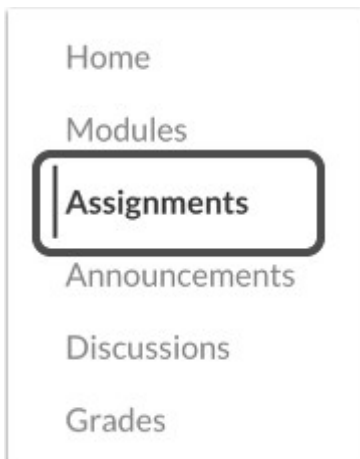 Home
Modules
Assignments
Announcements
Discussions
Grades